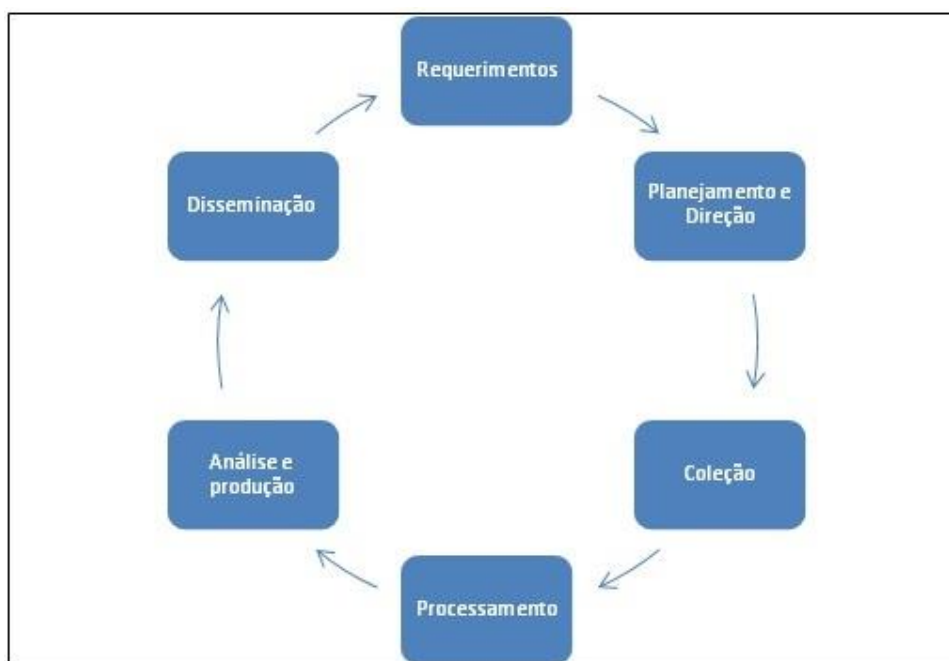 Requerimentos
Planejamento e
Direção
Coleção
Processamento
Análise e
produção
Disseminação